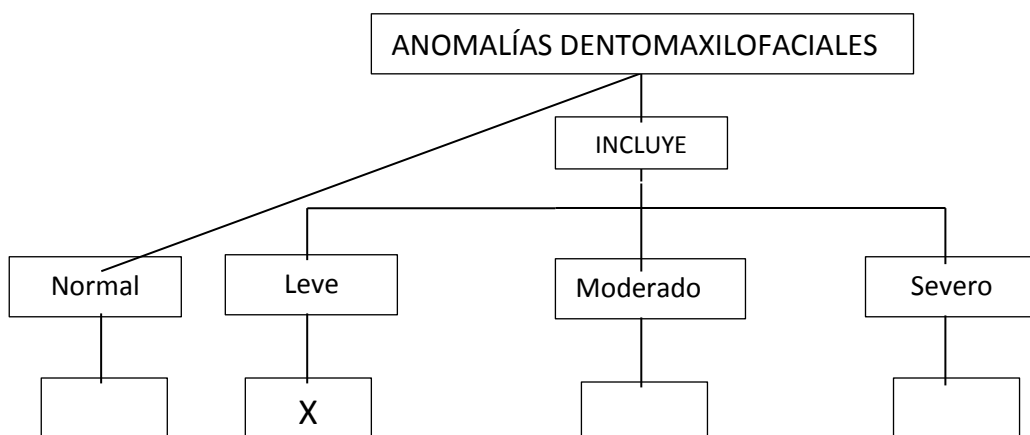 ANOMALÍAS DENTOMAXILOFACIALES
INCLUYE
Normal
Leve
Moderado
Severo
X